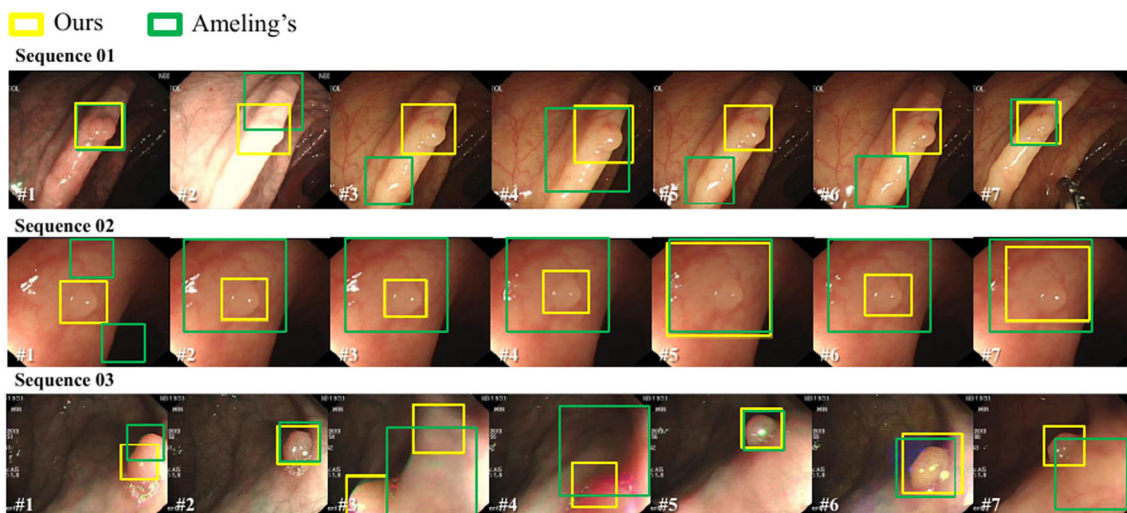 Ours Ameling's
Sequence 01
#1 #2 #3 #4 #5 #6 #7
Sequence 02
#1 #2 #3 #4 #5 #6 #7
Sequence 03
#1 #2 #3 #4 #5 #6 #7